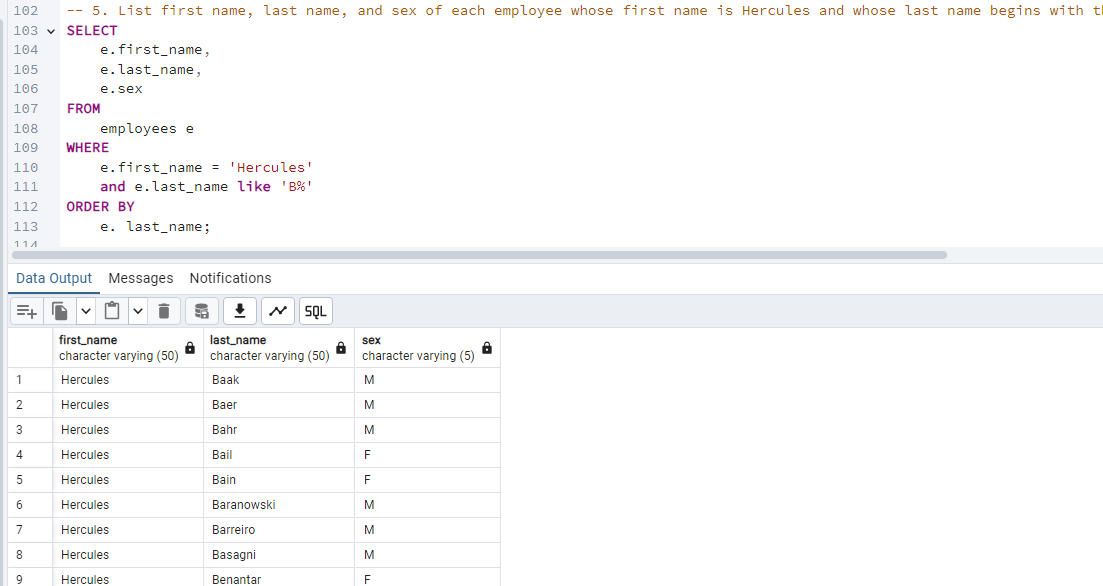 102 -- 5. List first name, last name, and sex of each employee whose first name is Hercules and whose last name begins with
103 SELECT
104 e.first_name,
105 e.last_name,
106 e.sex
107 FROM
108 employees e
109 WHERE
110 e.first_name = 'Hercules'
111 and e.last_name like 'B%'
112 ORDER BY
113 e. last_name;
114
Data Output Messages Notifications
SQL
first_name last_name sex
character varying (50) character varying (50) character varying (5)
1 Hercules Baak M
2 Hercules Baer M
3 Hercules Bahr M
4 Hercules Bail F
5 Hercules Bain F
6 Hercules Baranowski M
7 Hercules Barreiro M
8 Hercules Basagni M
9 Hercules Benantar F